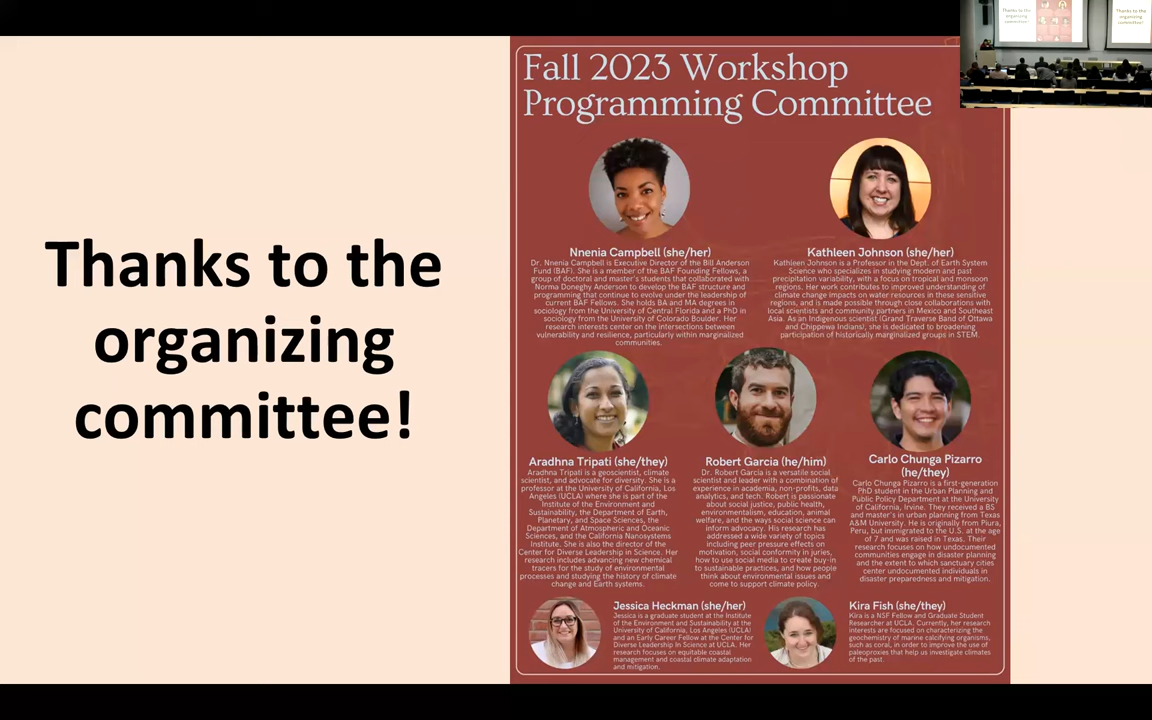 Thanks to the
organizing
committee!
Fall 2023 Workshop
Programming Committee
Nnenia Campbell (she/her)
Dr. Nnenia Campbell is Executive Director of the Bill Anderson
Fund (BAF). She is a member of the BAF Founding Fellows, a
group of doctoral and master's students that collaborated with
Norma Doneghy Anderson to develop the BAF structure and
programming that continue to evolve under the leadership of
current BAF Fellows. She holds BA and MA degrees in
sociology from the University of Central Florida and a PhD in
sociology from the University of Colorado Boulder. Her
research interests center on the intersections between
vulnerability and resilience, particularly within marginalized
communities.
Kathleen Johnson (she/her)
Kathleen Johnson is a Professor in the Dept. of Earth System
Science who specializes in studying modern and past
precipitation variability, with a focus on tropical and monsoon
regions. Her work contributes to improved understanding of
climate change impacts on water resources in these sensitive
regions, and is made possible through close collaborations with
local scientists and community partners in Mexico and Southeast
Asia. As an Indigenous scientist (Grand Traverse Band of Ottawa
and Chippewa Indians), she is dedicated to broadening
participation of historically marginalized groups in STEM.
Aradhna Tripati (she/they)
Aradhna Tripati is a geoscientist, climate
scientist, and advocate for diversity. She is a
professor at the University of California, Los
Angeles (UCLA) where she is part of the
Institute of the Environment and
Sustainability, the Department of Earth,
Planetary, and Space Sciences, the
Department of Atmospheric and Oceanic
Sciences, and the California Nanosystems
Institute. She is also the director of the
Center for Diverse Leadership in Science. Her
research includes advancing new chemical
tracers for the study of environmental
processes and studying the history of climate
change and Earth systems.
Robert Garcia (he/him)
Dr. Robert Garcia is a versatile social
scientist and leader with a combination of
experience in academia, non-profits, data
analytics, and tech. Robert is passionate
about social justice, public health,
environmentalism, education, animal
welfare, and the ways social science can
inform advocacy. His research has
addressed a wide variety of topics
including peer pressure effects on
motivation, social conformity in juries,
how to use social media to create buy-in
to sustainable practices, and how people
think about environmental issues and
come to support climate policy.
Carlo Chunga Pizarro
(he/they)
Carlo Chunga Pizarro is a first-generation
PhD student in the Urban Planning and
Public Policy Department at the University
of California, Irvine. They received a BS
and master's in urban planning from Texas
A&M University. He is originally from Piura,
Peru, but immigrated to the U.S. at the age
of 7 and was raised in Texas. Their
research focuses on how undocumented
communities engage in disaster planning
and the extent to which sanctuary cities
center undocumented individuals in
disaster preparedness and mitigation.
Jessica Heckman (she/her)
Jessica is a graduate student at the Institute
of the Environment and Sustainability at the
University of California, Los Angeles (UCLA)
and an Early Career Fellow at the Center for
Diverse Leadership In Science at UCLA. Her
research focuses on equitable coastal
management and coastal climate adaptation
and mitigation.
Kira Fish (she/they)
Kira is a NSF Fellow and Graduate Student
Researcher at UCLA. Currently, her research
interests are focused on characterizing the
geochemistry of marine calcifying organisms,
such as coral, in order to improve the use of
paleoproxies that help us investigate climates
of the past.
Thanks to the
organizing
committee!
Thanks to the
organizing
committee!